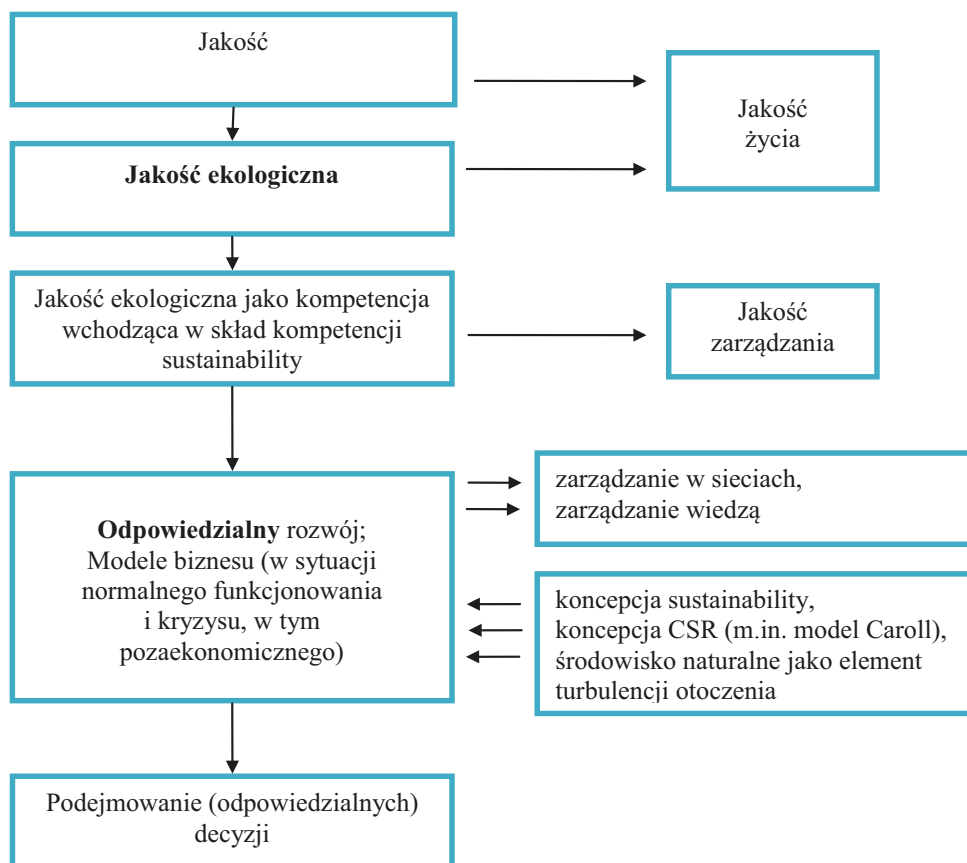 Jakość
Jakość
życia
Jakość ekologiczna
Jakość ekologiczna jako kompetencja
wchodząca w skład kompetencji
sustainability
Jakość
zarządzania
Odpowiedzialny rozwój;
Modele biznesu (w sytuacji
normalnego funkcjonowania
i kryzysu, w tym
pozaekonomicznego)
zarządzanie w sieciach,
zarządzanie wiedzą
koncepcja sustainability,
koncepcja CSR (m.in. model Caroll),
środowisko naturalne jako element
turbulencji otoczenia
Podejmowanie (odpowiedzialnych)
decyzji